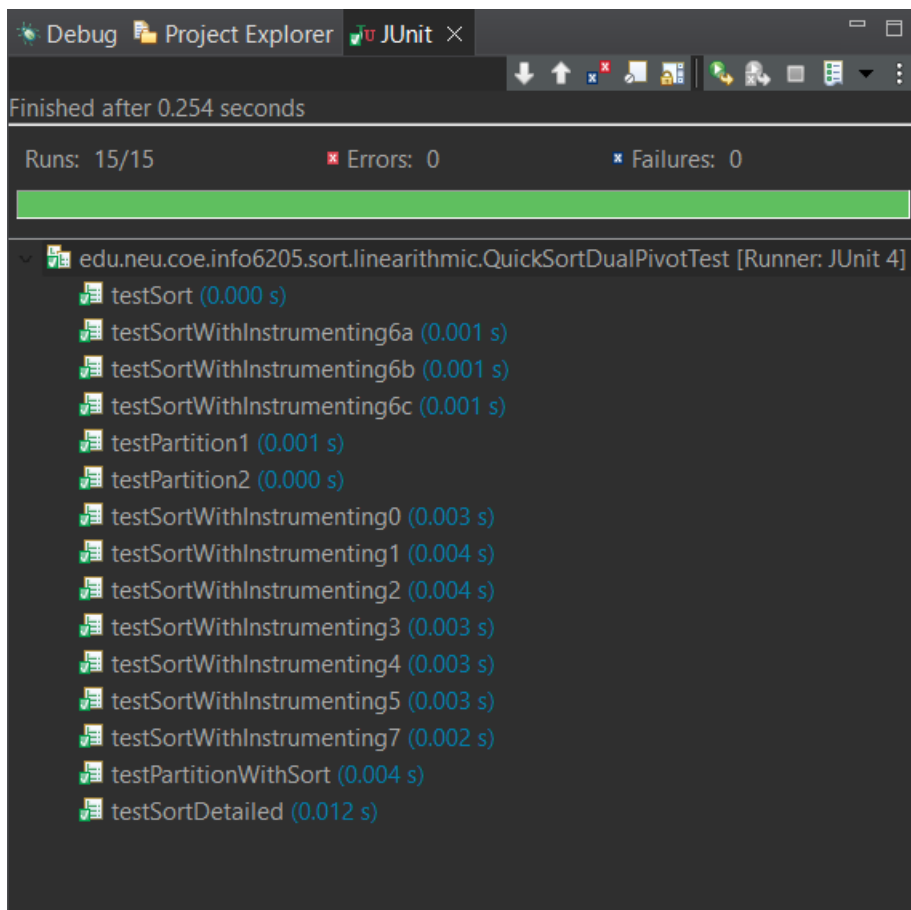 Debug Project Explorer JUnit
Finished after 0.254 seconds
Runs: 15/15 Errors: 0 Failures: 0
edu.neu.coe.info6205.sort.linearithmic.QuickSortDualPivotTest [Runner: JUnit 4]
testSort (0.000 s)
testSortWithInstrumenting6a (0.001 s)
testSortWithInstrumenting6b (0.001 s)
testSortWithInstrumenting6c (0.001 s)
testPartition1 (0.001 s)
testPartition2 (0.000 s)
testSortWithInstrumenting0 (0.003 s)
testSortWithInstrumenting1 (0.004 s)
testSortWithInstrumenting2 (0.004 s)
testSortWithInstrumenting3 (0.003 s)
testSortWithInstrumenting4 (0.003 s)
testSortWithInstrumenting5 (0.003 s)
testSortWithInstrumenting7 (0.002 s)
testPartitionWithSort (0.004 s)
testSortDetailed (0.012 s)